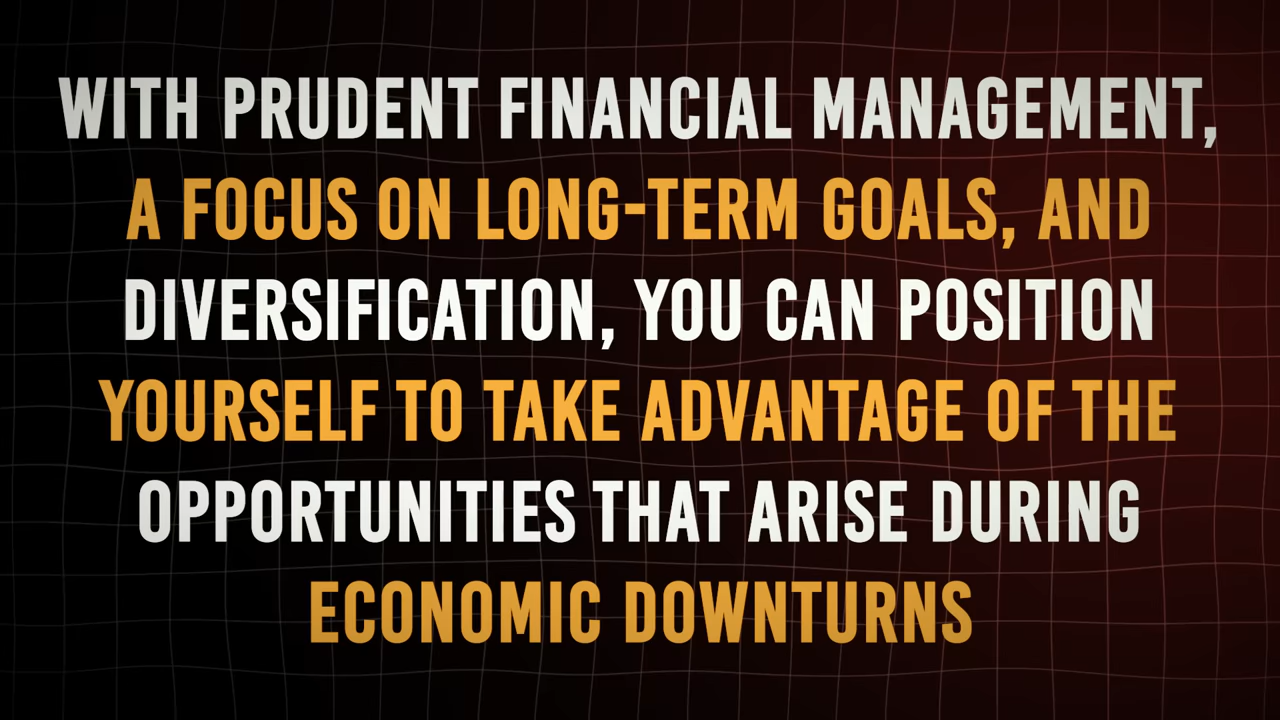 WITH PRUDENT FINANCIAL MANAGEMENT,
A FOCUS ON LONG-TERM GOALS, AND
DIVERSIFICATION, YOU CAN POSITION
YOURSELF TO TAKE ADVANTAGE OF THE
OPPORTUNITIES THAT ARISE DURING
ECONOMIC DOWNTURNS